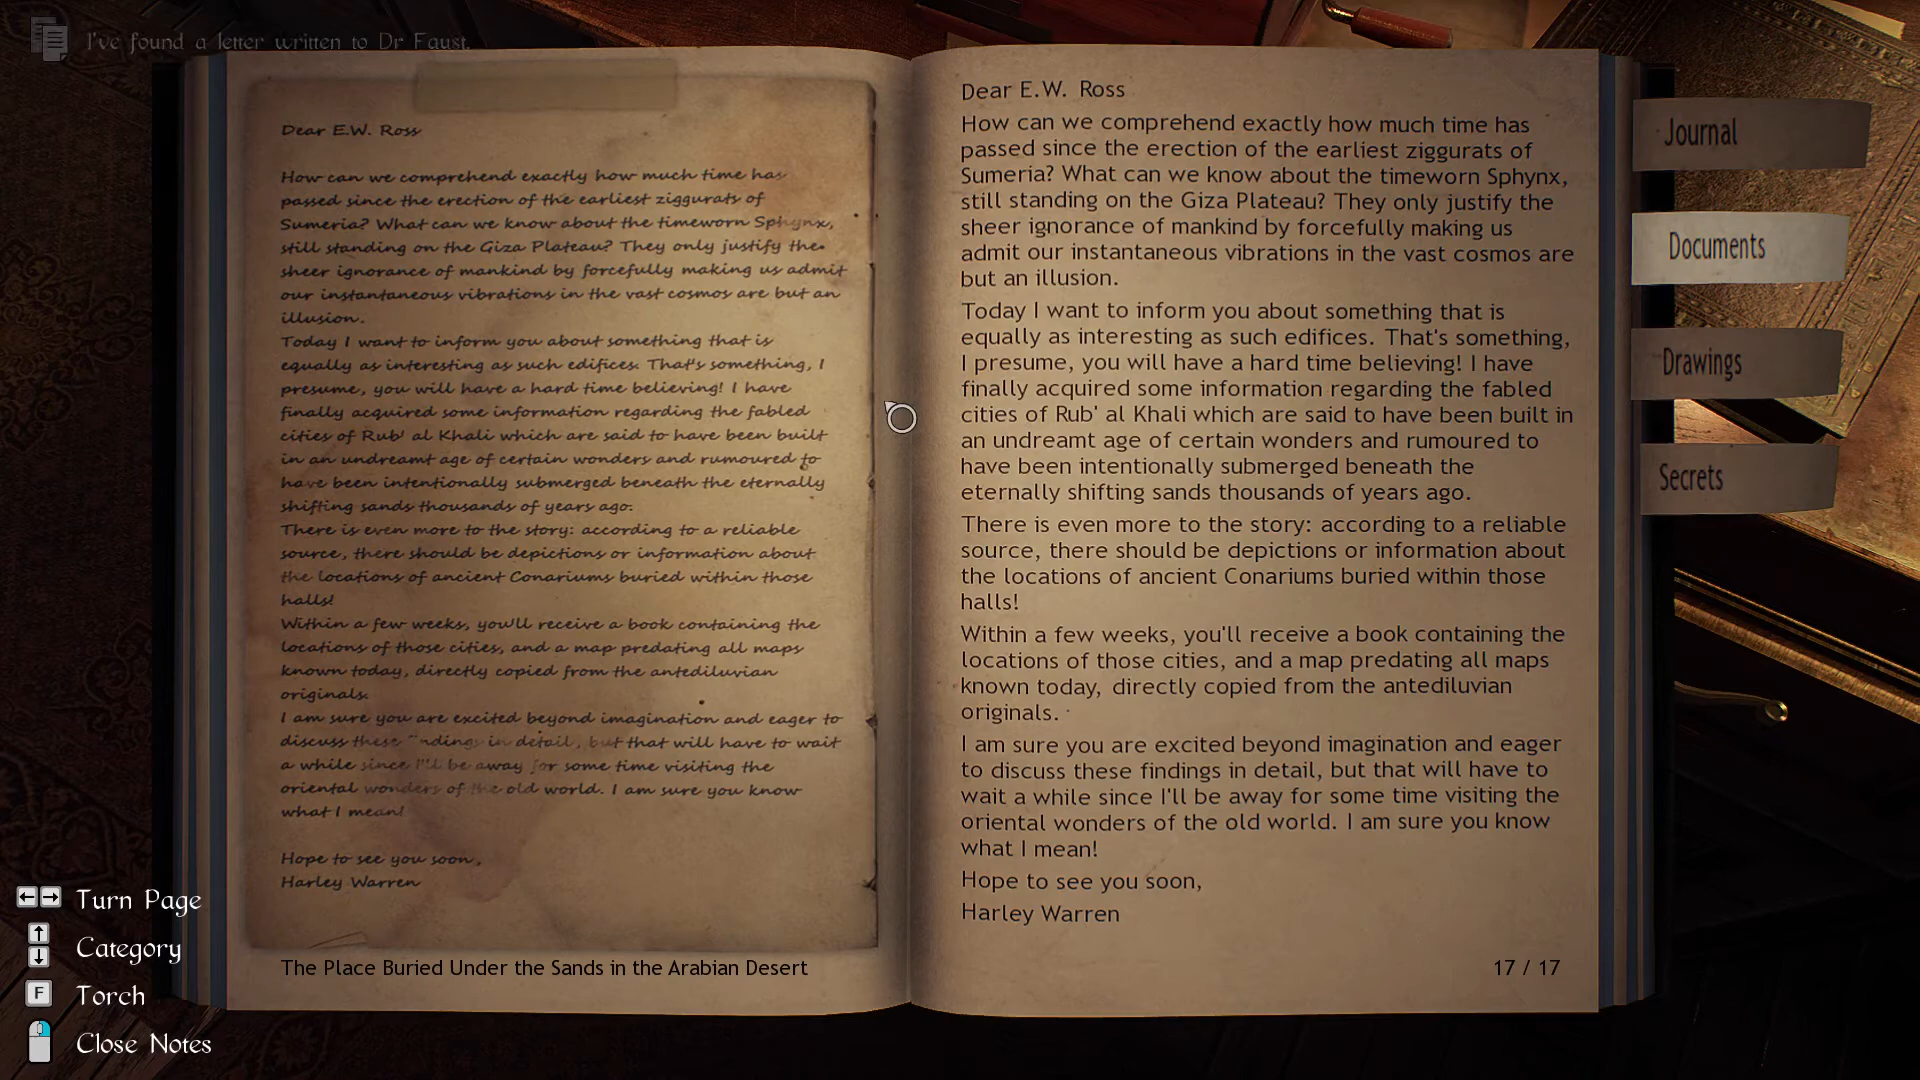 I've found a letter written to Dr Faust.
Dear E.W. Ross
How can we comprehend exactly how much time has
passed since the erection of the earliest ziggurats of
Sumeria? What can we know about the timeworn Sphynx,
still standing on the Giza Plateau? They only justify the
sheer ignorance of mankind by forcefully making us admit
our instantaneous vibrations in the vast cosmos are but an
illusion.
Today I want to inform you about something that is
equally as interesting as such edifices. That's something, I
presume, you will have a hard time believing! I have
finally acquired some information regarding the fabled
cities of Rub' al Khali which are said to have been built
in an undreamt age of certain wonders and rumoured to
have been intentionally submerged beneath the eternally
shifting sands thousands of years ago.
There is even more to the story: according to a reliable
source, there should be depictions or information about
the locations of ancient Conariums buried within those
halls!
Within a few weeks, you'll receive a book containing the
locations of those cities, and a map predating all maps
known today, directly copied from the antediluvian
originals.
I am sure you are excited beyond imagination and eager to
discuss these findings in detail, but that will have to wait
a while since I'll be away for some time visiting the
oriental wonders of the old world. I am sure you know
what I mean!
Hope to see you soon,
Harley Warren
The Place Buried Under the Sands in the Arabian Desert
Dear E.W. Ross
How can we comprehend exactly how much time has
passed since the erection of the earliest ziggurats of
Sumeria? What can we know about the timeworn Sphynx,
still standing on the Giza Plateau? They only justify the
sheer ignorance of mankind by forcefully making us
admit our instantaneous vibrations in the vast cosmos are
but an illusion.
Today I want to inform you about something that is
equally as interesting as such edifices. That's something,
I presume, you will have a hard time believing! I have
finally acquired some information regarding the fabled
cities of Rub' al Khali which are said to have been built in
an undreamt age of certain wonders and rumoured to
have been intentionally submerged beneath the
eternally shifting sands thousands of years ago.
There is even more to the story: according to a reliable
source, there should be depictions or information about
the locations of ancient Conariums buried within those
halls!
Within a few weeks, you'll receive a book containing the
locations of those cities, and a map predating all maps
known today, directly copied from the antediluvian
originals.
I am sure you are excited beyond imagination and eager
to discuss these findings in detail, but that will have to
wait a while since I'll be away for some time visiting the
oriental wonders of the old world. I am sure you know
what I mean!
Hope to see you soon,
Harley Warren
17 / 17
Journal
Documents
Drawings
Secrets
Turn Page
Category
F Torch
Close Notes